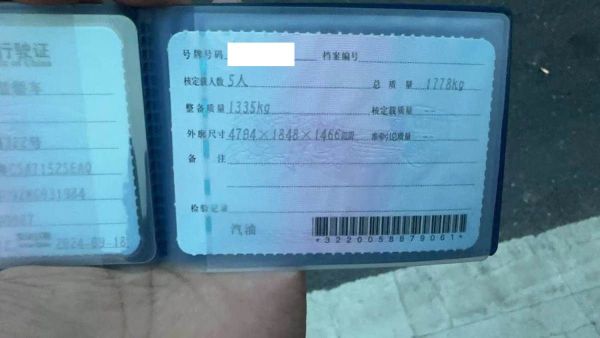 行驶证
号牌号码 档案编号
核定载人数 5人 总质量 1778kg
整备质量 1335kg 核定载质量 --
外廓尺寸 4784×1848×1466mm 准牵引总质量 --
备注
检验记录
汽油
*3220058879061*
2024-09-18